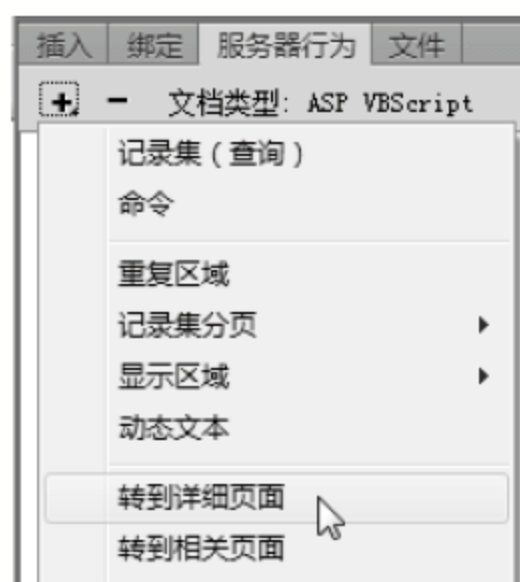 插入 绑定 服务器行为 文件
文档类型: ASP VBScript
记录集(查询)
命令
重复区域
记录集分页
显示区域
动态文本
转到详细页面
转到相关页面